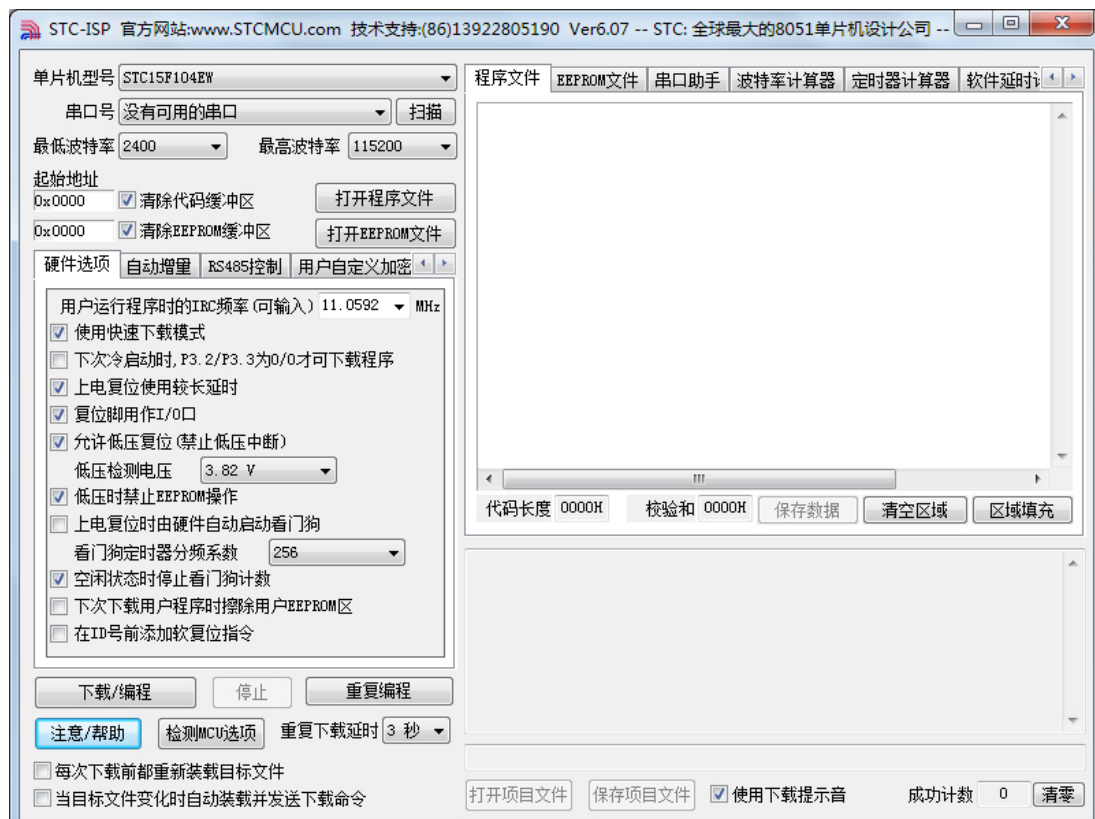 STC-ISP 官方网站:www.STCMCU.com 技术支持:(86)13922805190 Ver6.07 -- STC: 全球最大的8051单片机设计公司 --
单片机型号 STC15F104EW
串口号 没有可用的串口 扫描
最低波特率 2400 最高波特率 115200
起始地址
0x0000 清除代码缓冲区 打开程序文件
0x0000 清除EEPROM缓冲区 打开EEPROM文件
硬件选项 自动增量 RS485控制 用户自定义加密
用户运行程序时的IRC频率(可输入) 11.0592 MHz
使用快速下载模式
下次冷启动时,P3.2/P3.3为0/0才可下载程序
上电复位使用较长延时
复位脚用作I/O口
允许低压复位(禁止低压中断)
低压检测电压 3.82 V
低压时禁止EEPROM操作
上电复位时由硬件自动启动看门狗
看门狗定时器分频系数 256
空闲状态时停止看门狗计数
下次下载用户程序时擦除用户EEPROM区
在ID号前添加软复位指令
下载/编程 停止 重复编程
注意/帮助 检测MCU选项 重复下载延时 3 秒
每次下载前都重新装载目标文件
当目标文件变化时自动装载并发送下载命令
程序文件 EEPROM文件 串口助手 波特率计算器 定时器计算器 软件延时
代码长度 0000H 校验和 0000H 保存数据 清空区域 区域填充
打开项目文件 保存项目文件 使用下载提示音 成功计数 0 清零